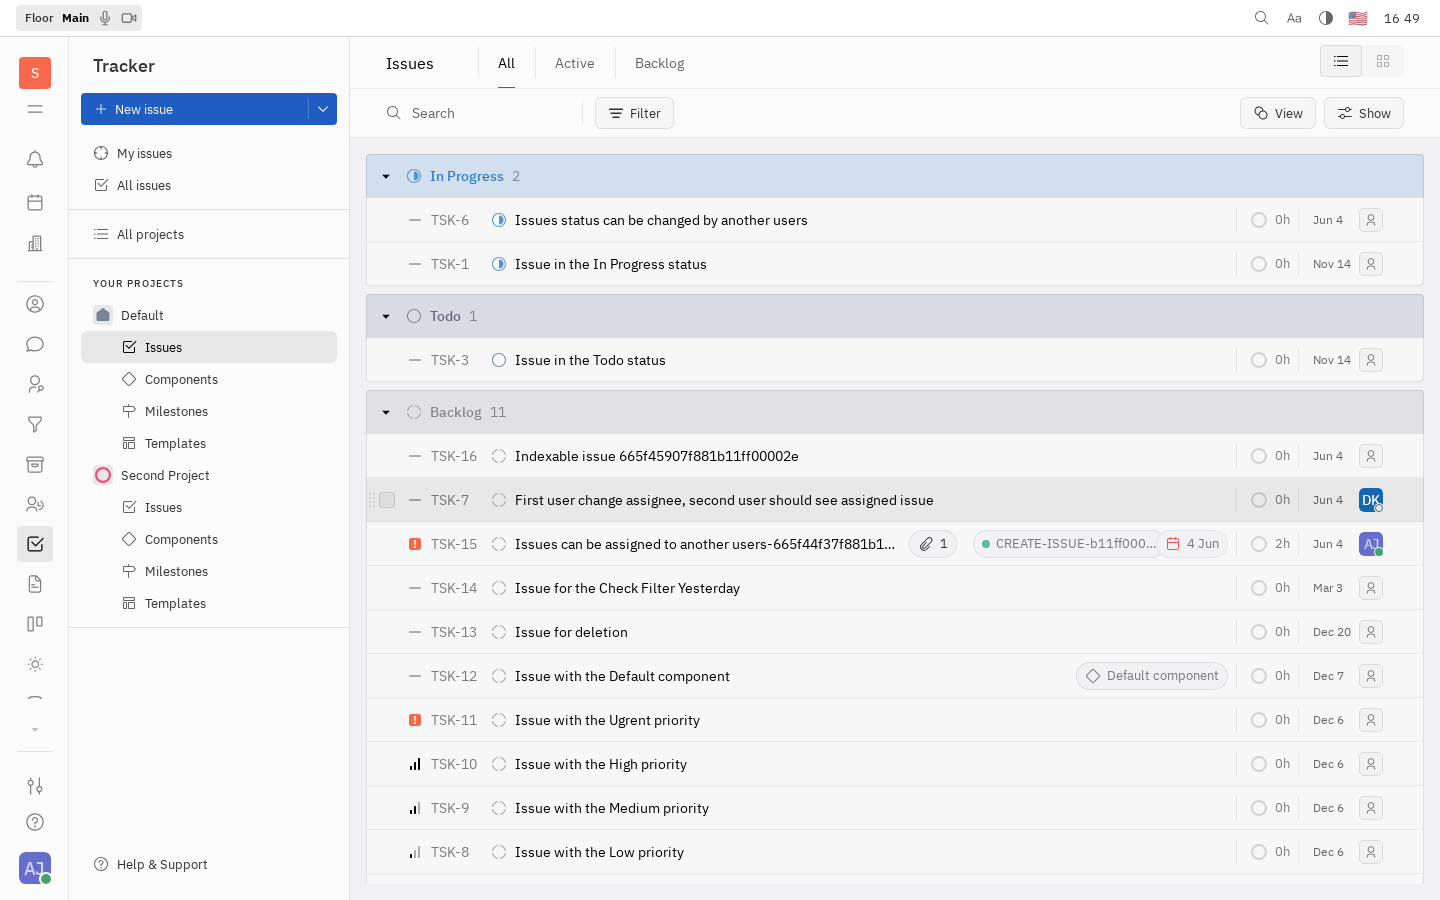 Floor Main
Aa
16 49
S
Tracker
New issue
My issues
All issues
All projects
YOUR PROJECTS
Default
Issues
Components
Milestones
Templates
Second Project
Issues
Components
Milestones
Templates
Help & Support
AJ
Issues
All
Active
Backlog
Search
Filter
View
Show
In Progress 2
TSK-6 Issues status can be changed by another users 0h Jun 4
TSK-1 Issue in the In Progress status 0h Nov 14
Todo 1
TSK-3 Issue in the Todo status 0h Nov 14
Backlog 11
TSK-16 Indexable issue 665f45907f881b11ff00002e 0h Jun 4
TSK-7 First user change assignee, second user should see assigned issue 0h Jun 4 DK
TSK-15 Issues can be assigned to another users-665f44f37f881b1... 1 CREATE-ISSUE-b11ff000... 4 Jun 2h Jun 4 AJ
TSK-14 Issue for the Check Filter Yesterday 0h Mar 3
TSK-13 Issue for deletion 0h Dec 20
TSK-12 Issue with the Default component Default component 0h Dec 7
TSK-11 Issue with the Ugrent priority 0h Dec 6
TSK-10 Issue with the High priority 0h Dec 6
TSK-9 Issue with the Medium priority 0h Dec 6
TSK-8 Issue with the Low priority 0h Dec 6